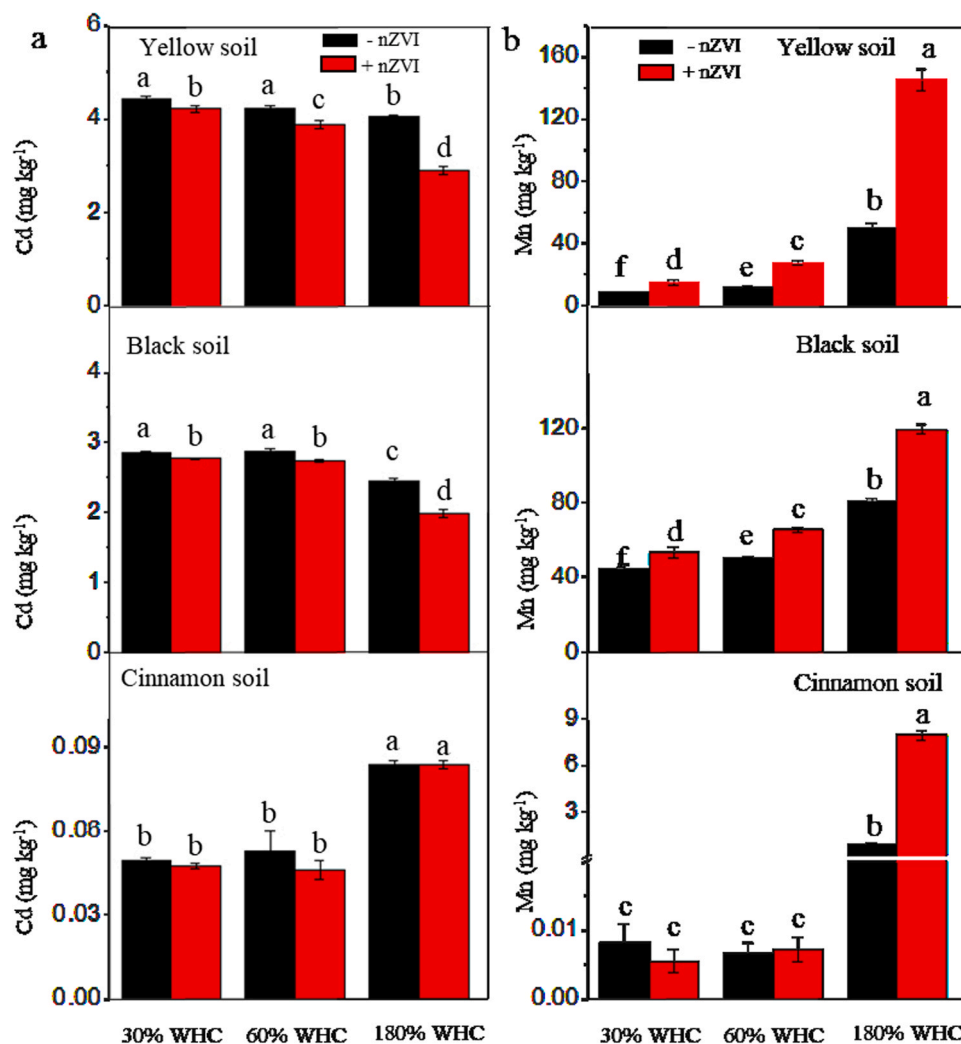 a
Yellow soil
- nZVI
+ nZVI
a b a c b d
6
4
2
0
Cd (mg kg-1)
Black soil
a b a b c d
4
3
2
1
0
Cd (mg kg-1)
Cinnamon soil
b b b b a a
0.09
0.06
0.03
0.00
Cd (mg kg-1)
30% WHC 60% WHC 180% WHC
b
- nZVI
+ nZVI
Yellow soil
f d e c b a
160
120
80
40
0
Mn (mg kg-1)
Black soil
f d e c b a
120
80
40
0
Mn (mg kg-1)
Cinnamon soil
c c c c b a
9
6
3
0.01
0.00
Mn (mg kg-1)
30% WHC 60% WHC 180% WHC